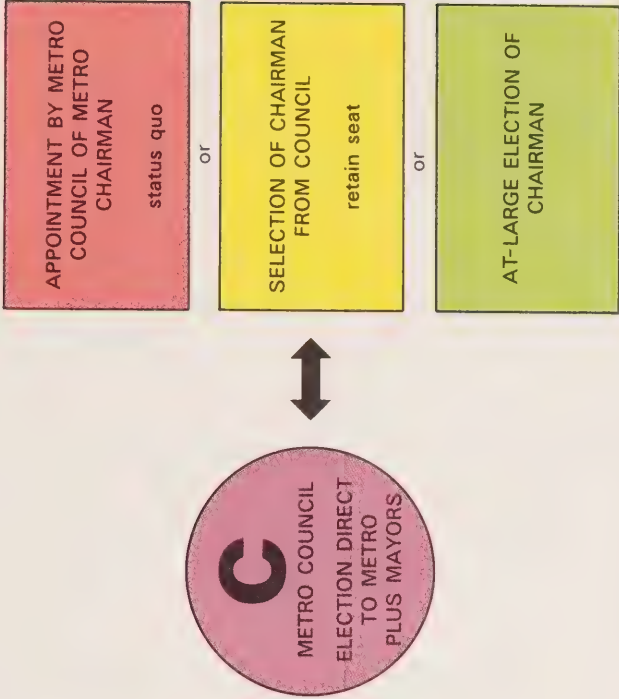 C
METRO COUNCIL
ELECTION DIRECT
TO METRO
PLUS MAYORS
APPOINTMENT BY METRO
COUNCIL OF METRO
CHAIRMAN
status quo
or
SELECTION OF CHAIRMAN
FROM COUNCIL
retain seat
or
AT-LARGE ELECTION OF
CHAIRMAN